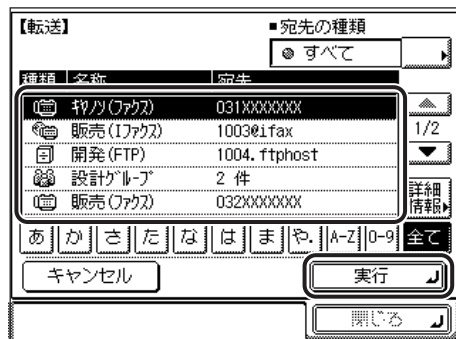 【転送】
■宛先の種類
すべて
種類 名称 宛先
ｷﾔﾉﾝ(ﾌｧｸｽ) 031XXXXXXX
販売(Iﾌｧｸｽ) 1003@ifax
開発(FTP) 1004.ftphost
設計ｸﾞﾙｰﾌﾟ 2 件
販売(ﾌｧｸｽ) 032XXXXXXX
1/2
詳細
情報
あ か さ た な は ま や. A-Z 0-9 全て
キャンセル 実行
閉じる